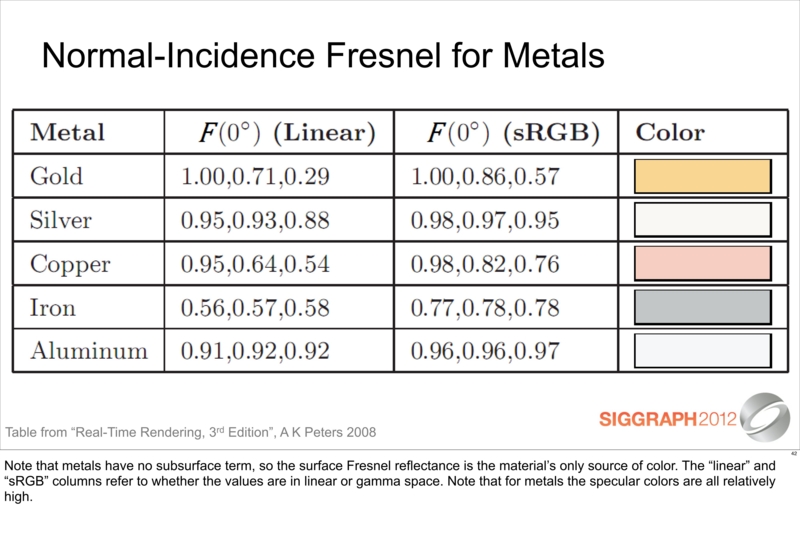 Normal-Incidence Fresnel for Metals
Metal F(0°) (Linear) F(0°) (sRGB) Color
Gold 1.00,0.71,0.29 1.00,0.86,0.57
Silver 0.95,0.93,0.88 0.98,0.97,0.95
Copper 0.95,0.64,0.54 0.98,0.82,0.76
Iron 0.56,0.57,0.58 0.77,0.78,0.78
Aluminum 0.91,0.92,0.92 0.96,0.96,0.97
SIGGRAPH2012
Table from “Real-Time Rendering, 3rd Edition”, A K Peters 2008
42
Note that metals have no subsurface term, so the surface Fresnel reflectance is the material’s only source of color. The “linear” and
“sRGB” columns refer to whether the values are in linear or gamma space. Note that for metals the specular colors are all relatively
high.